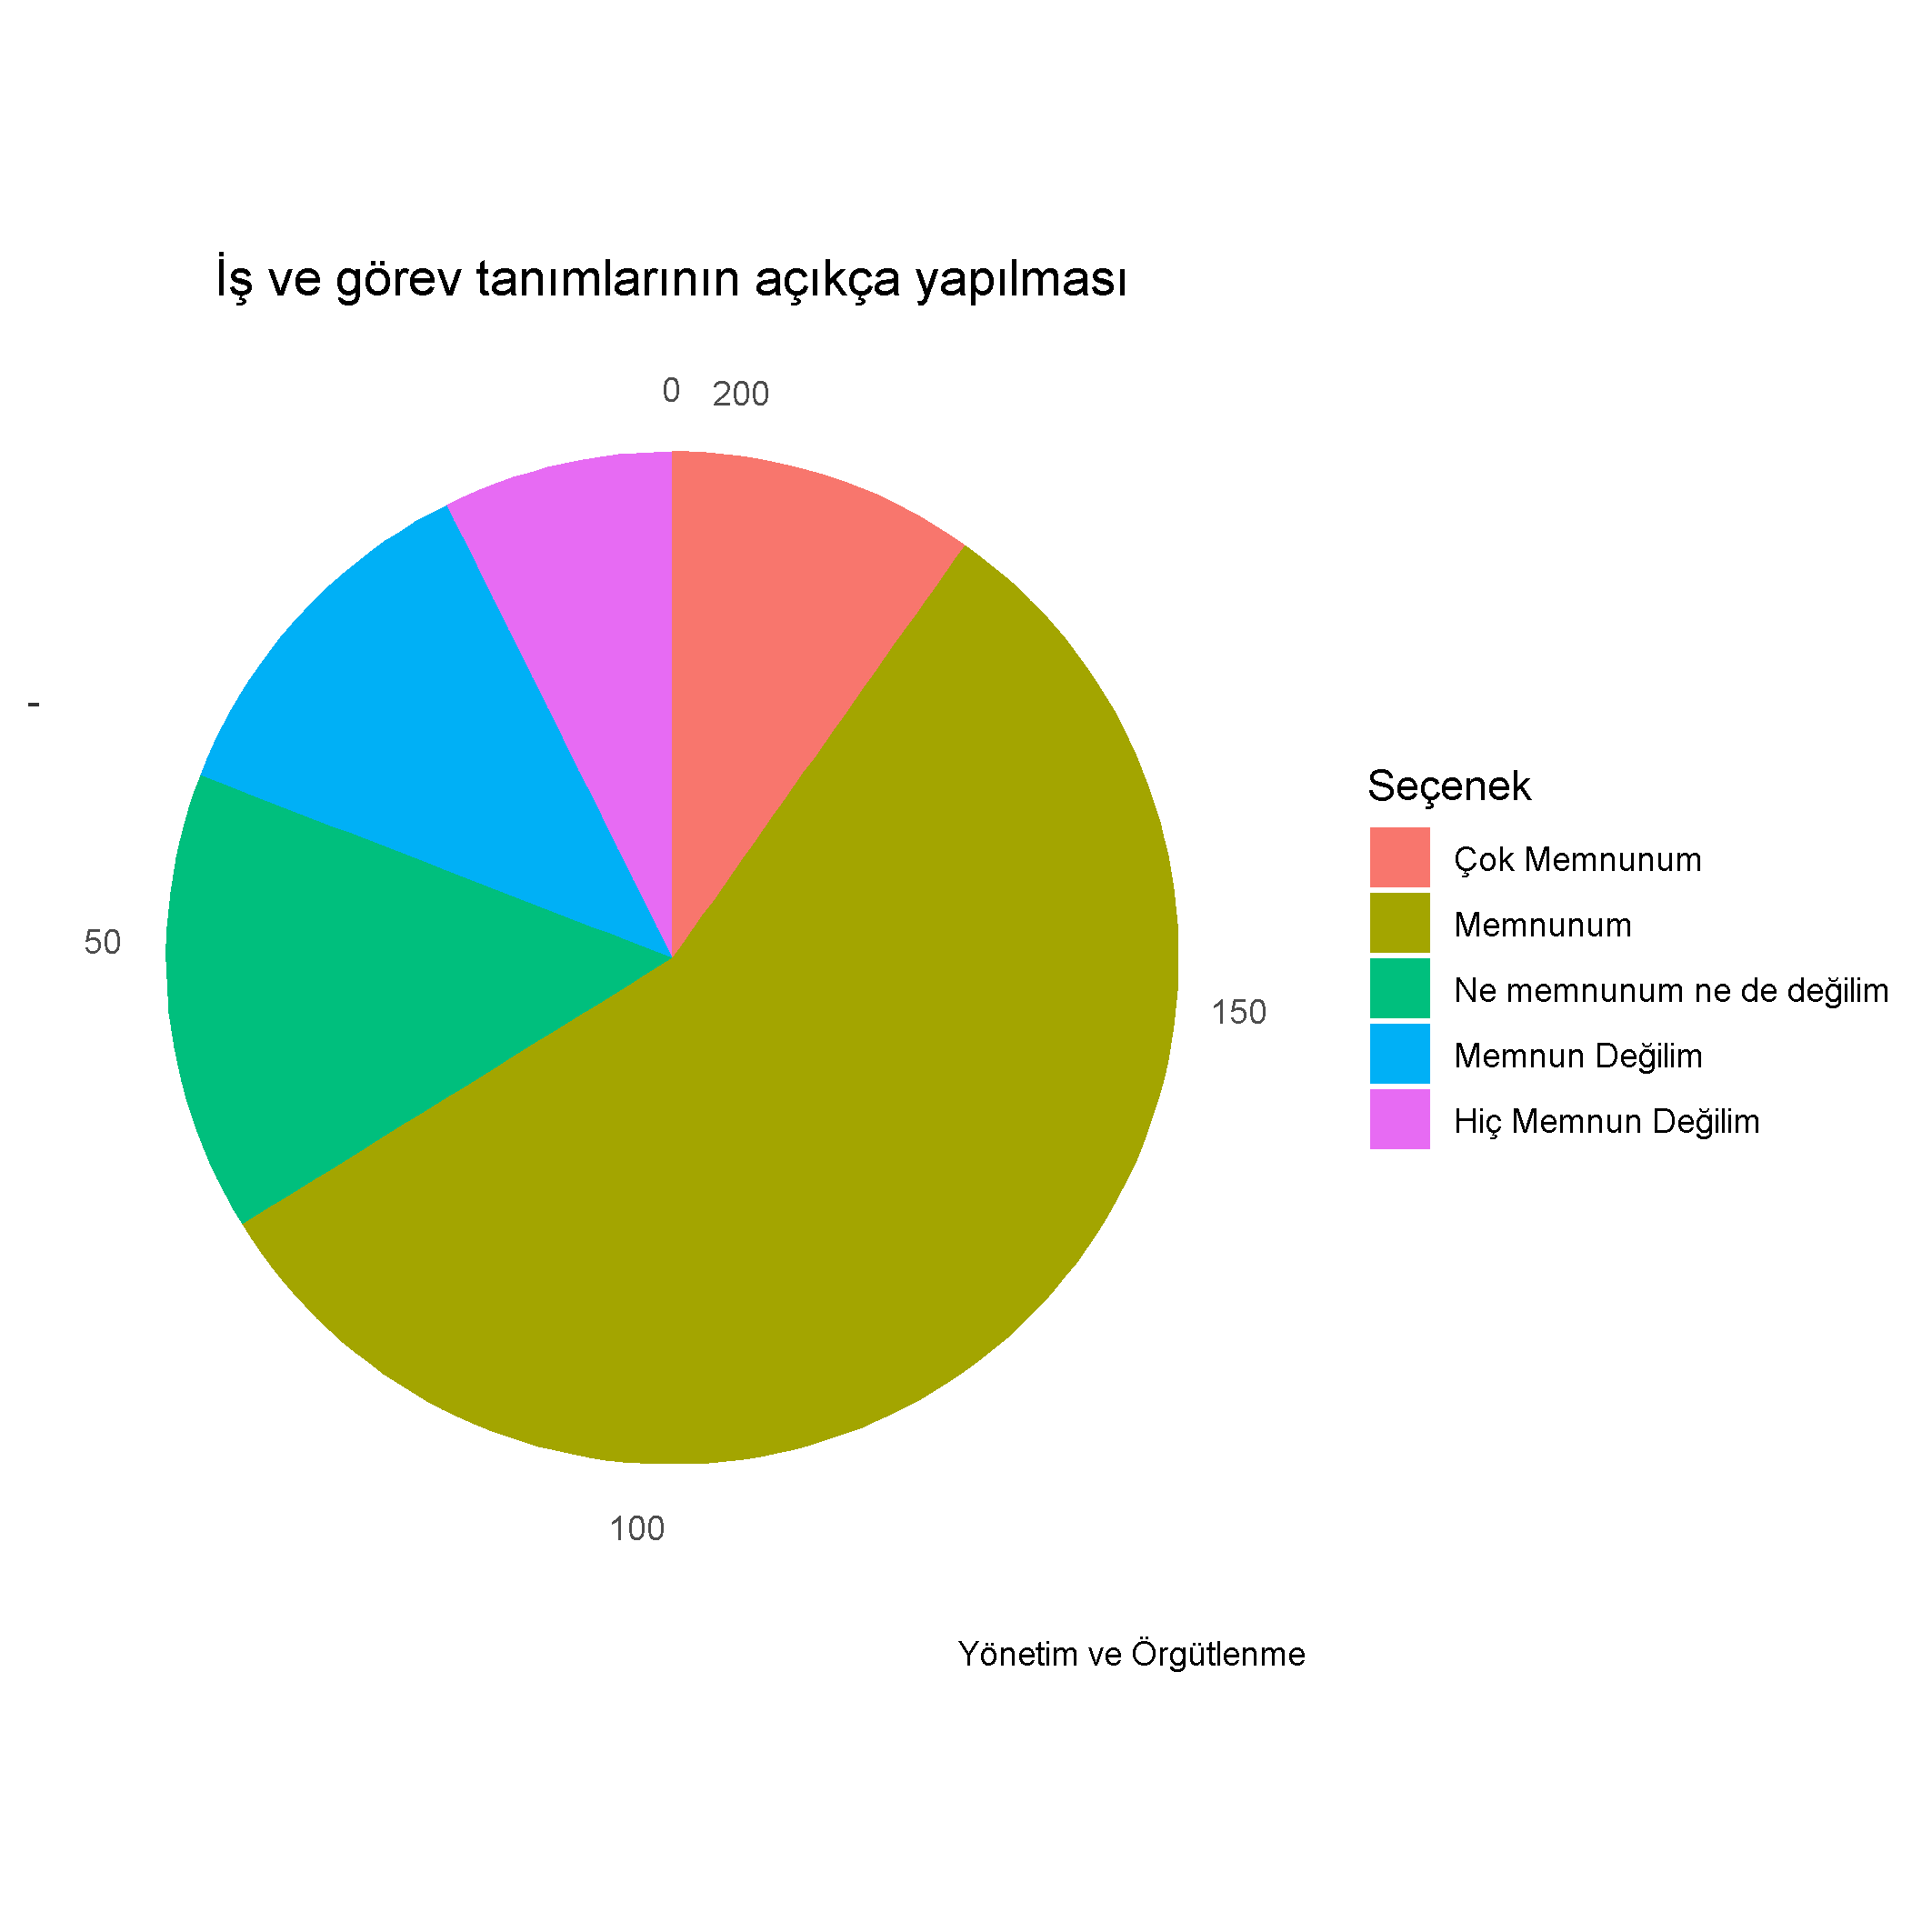 İş ve görev tanımlarının açıkça yapılması
0
200
-
50
150
100
Seçenek
Çok Memnunum
Memnunum
Ne memnunum ne de değilim
Memnun Değilim
Hiç Memnun Değilim
Yönetim ve Örgütlenme